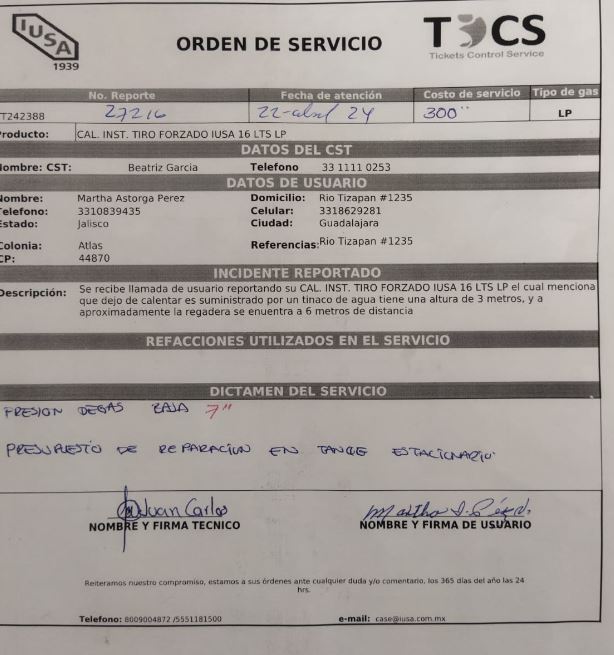 IUSA
1939
ORDEN DE SERVICIO
TCS
Tickets Control Service
No. Reporte Fecha de atención Costo de servicio Tipo de gas
T242388 27216 22-abril 24 300 LP
Producto: CAL. INST. TIRO FORZADO IUSA 16 LTS LP
DATOS DEL CST
Nombre: CST: Beatriz Garcia Telefono 33 1111 0253
DATOS DE USUARIO
Nombre: Martha Astorga Perez Domicilio: Rio Tizapan #1235
Telefono: 3310839435 Celular: 3318629281
Estado: Jalisco Ciudad: Guadalajara
Colonia: Atlas Referencias: Rio Tizapan #1235
CP: 44870
INCIDENTE REPORTADO
Descripción: Se recibe llamada de usuario reportando su CAL. INST. TIRO FORZADO IUSA 16 LTS LP el cual menciona
que dejo de calentar es suministrado por un tinaco de agua tiene una altura de 3 metros, y a
aproximadamente la regadera se enuentra a 6 metros de distancia
REFACCIONES UTILIZADOS EN EL SERVICIO
DICTAMEN DEL SERVICIO
PRESION DE GAS BAJA 7"
PRESUPUESTO DE REPARACIUN EN TANQUE ESTACIONARIO
Juan Carlos
NOMBRE Y FIRMA TECNICO NOMBRE Y FIRMA DE USUARIO
Reiteramos nuestro compromiso, estamos a sus órdenes ante cualquier duda y/o comentario, los 365 días del año las 24
hrs.
Telefono: 8009004872 /5551181500 e-mail: case@iusa.com.mx